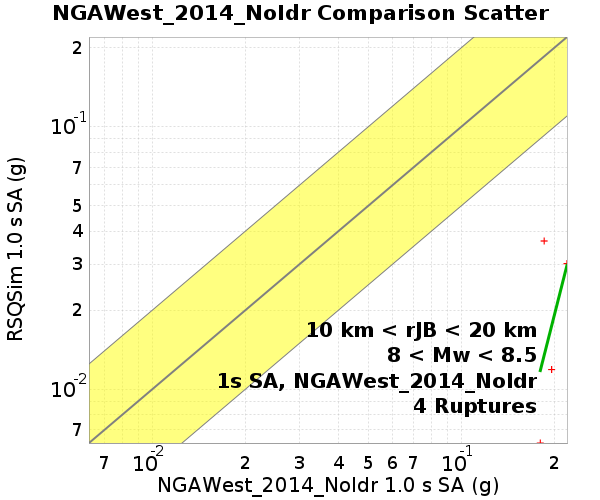 NGAWest_2014_NoIdr Comparison Scatter
RSQSim 1.0 s SA (g)
2
10-1
7
5
4
3
2
10-2
7
10 km < rJB < 20 km
8 < Mw < 8.5
1s SA, NGAWest_2014_NoIdr
4 Ruptures
7 10-2 2 3 4 5 6 7 10-1 2
NGAWest_2014_NoIdr 1.0 s SA (g)